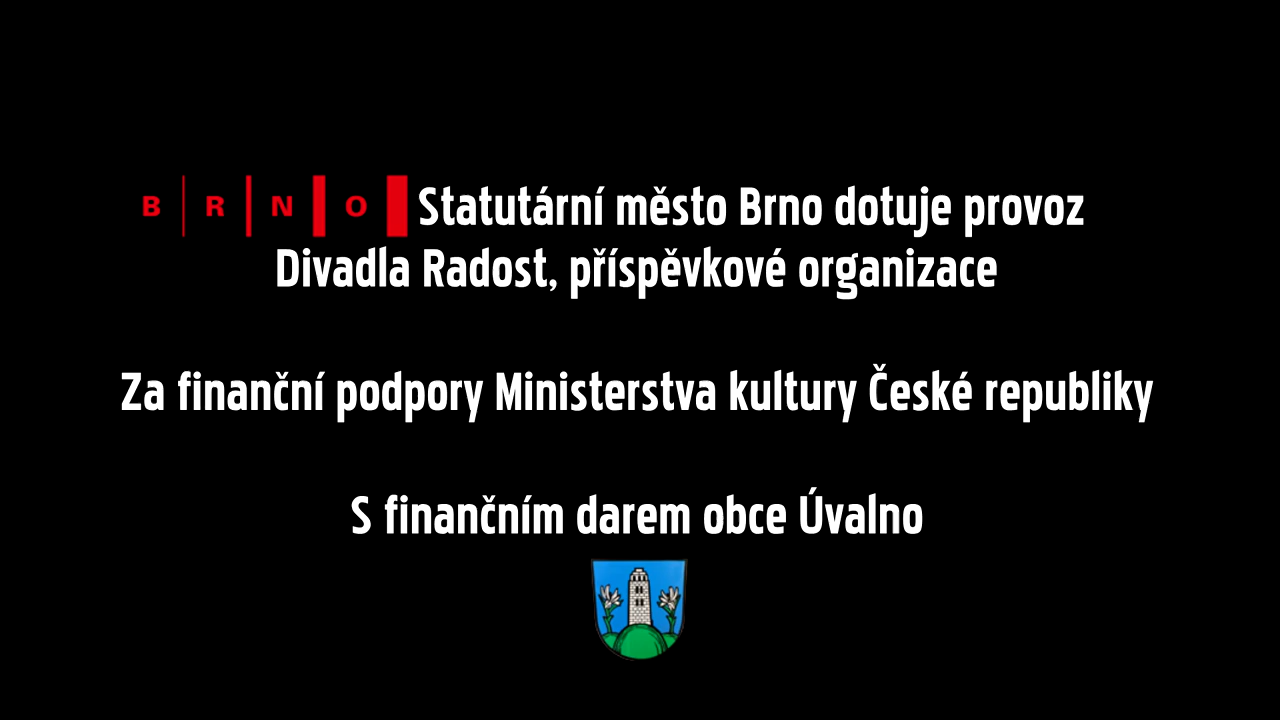 B R N O Statutární město Brno dotuje provoz
Divadla Radost, příspěvkové organizace
Za finanční podpory Ministerstva kultury České republiky
S finančním darem obce Úvalno